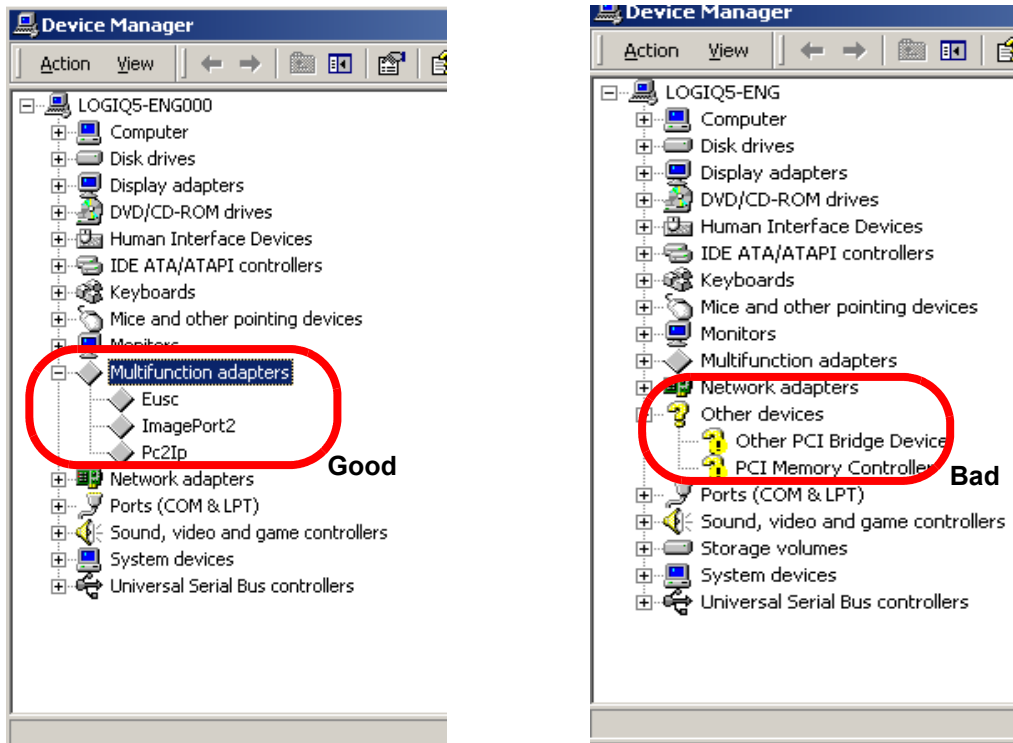 Device Manager
Action View
LOGIQ5-ENG000
Computer
Disk drives
Display adapters
DVD/CD-ROM drives
Human Interface Devices
IDE ATA/ATAPI controllers
Keyboards
Mice and other pointing devices
Monitors
Multifunction adapters
Eusc
ImagePort2
Pc2Ip
Good
Network adapters
Ports (COM & LPT)
Sound, video and game controllers
System devices
Universal Serial Bus controllers
Device Manager
Action View
LOGIQ5-ENG
Computer
Disk drives
Display adapters
DVD/CD-ROM drives
Human Interface Devices
IDE ATA/ATAPI controllers
Keyboards
Mice and other pointing devices
Monitors
Multifunction adapters
Network adapters
Other devices
Other PCI Bridge Device
PCI Memory Controller
Bad
Ports (COM & LPT)
Sound, video and game controllers
Storage volumes
System devices
Universal Serial Bus controllers